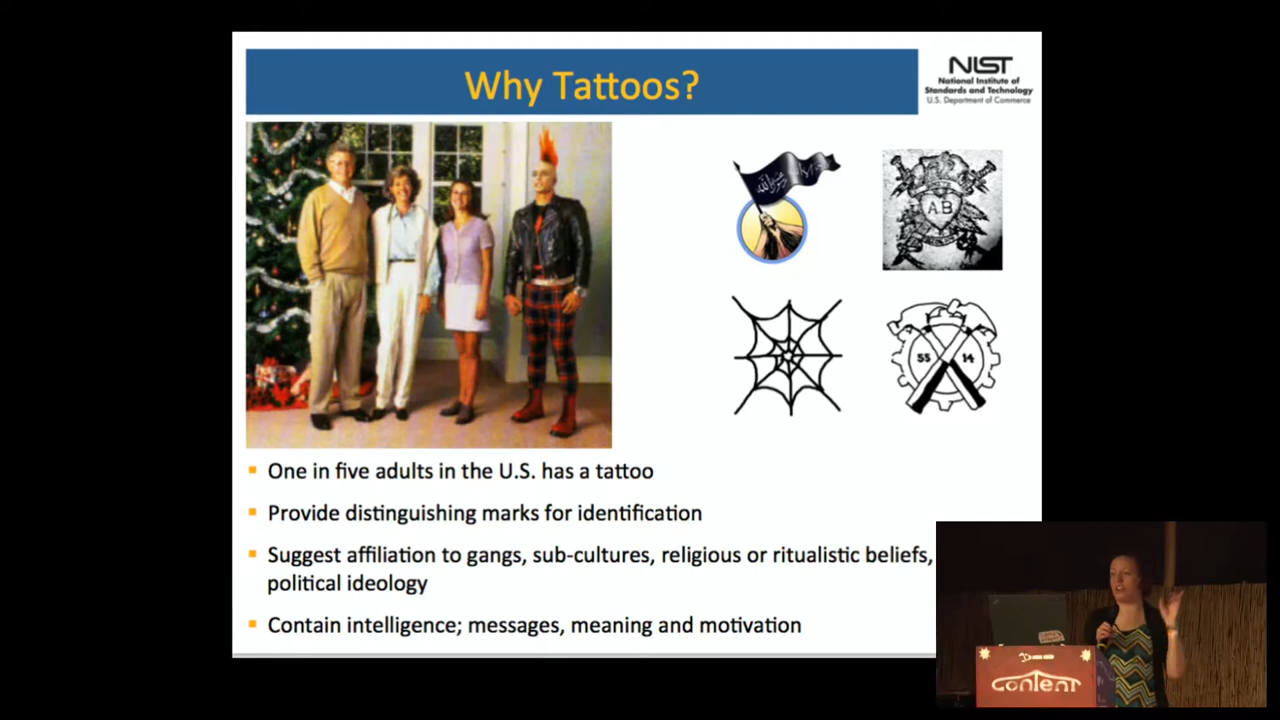 Why Tattoos?
NIST
National Institute of
Standards and Technology
U.S. Department of Commerce
AB
55 14
One in five adults in the U.S. has a tattoo
Provide distinguishing marks for identification
Suggest affiliation to gangs, sub-cultures, religious or ritualistic beliefs,
political ideology
Contain intelligence; messages, meaning and motivation
content